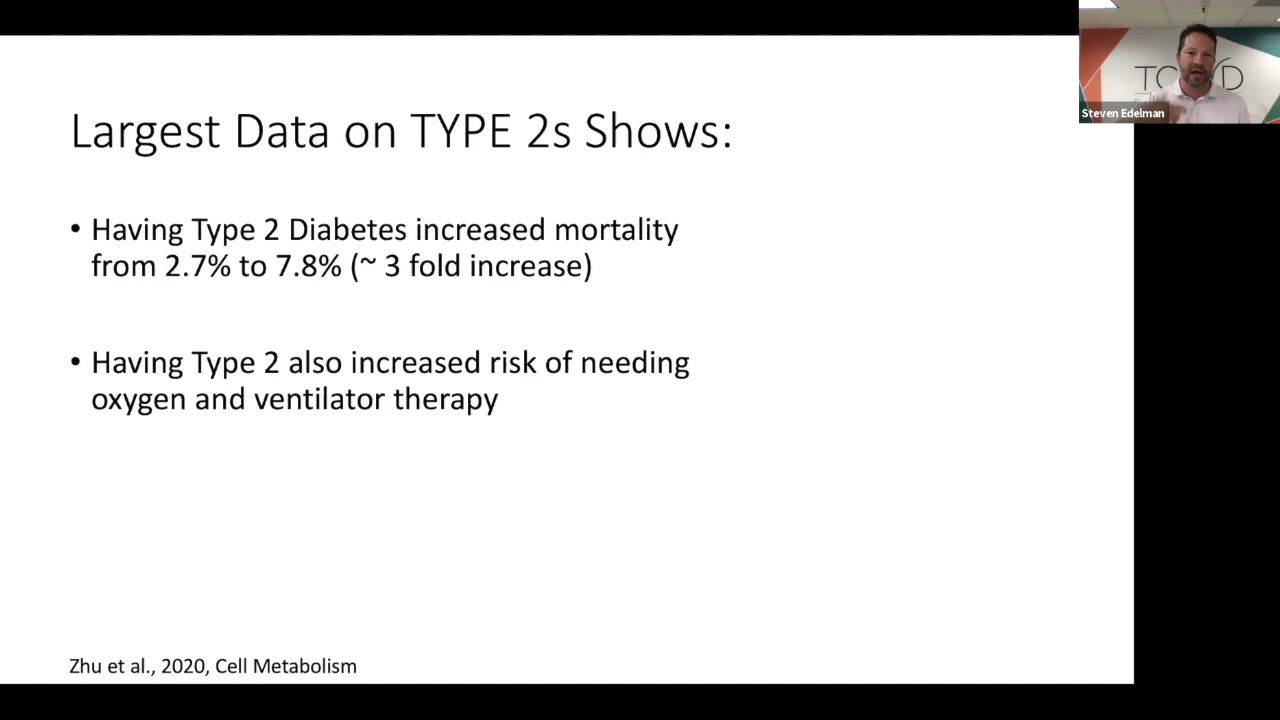 Largest Data on TYPE 2s Shows:
• Having Type 2 Diabetes increased mortality
from 2.7% to 7.8% (~ 3 fold increase)
• Having Type 2 also increased risk of needing
oxygen and ventilator therapy
Zhu et al., 2020, Cell Metabolism
Steven Edelman